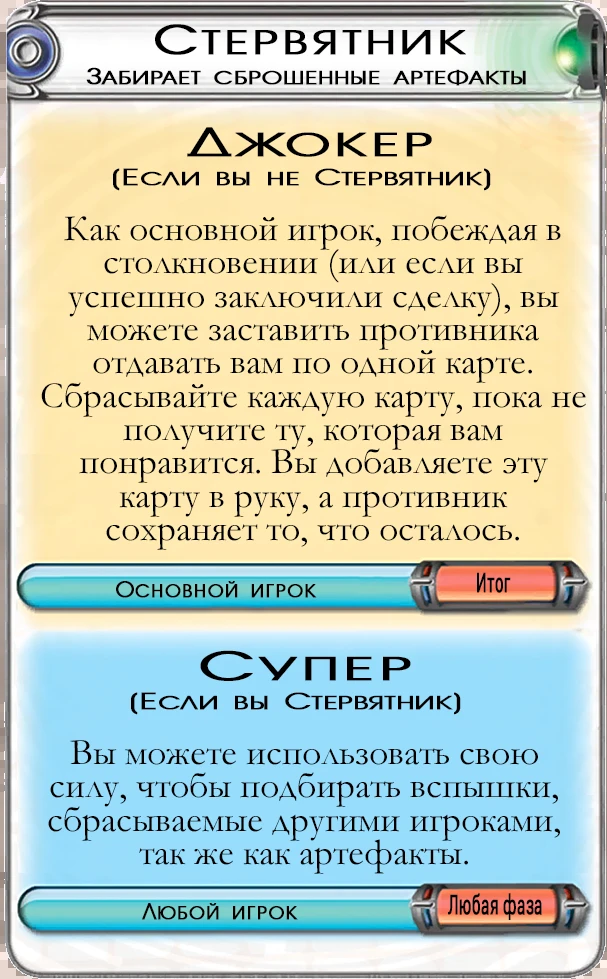 Стервятник
Забирает сброшенные артефакты
Джокер
(Если вы не Стервятник)
Как основной игрок, побеждая в
столкновении (или если вы
успешно заключили сделку), вы
можете заставить противника
отдавать вам по одной карте.
Сбрасывайте каждую карту, пока не
получите ту, которая вам
понравится. Вы добавляете эту
карту в руку, а противник
сохраняет то, что осталось.
Основной игрок
Итог
Супер
(Если вы Стервятник)
Вы можете использовать свою
силу, чтобы подбирать вспышки,
сбрасываемые другими игроками,
так же как артефакты.
Любой игрок
Любая фаза